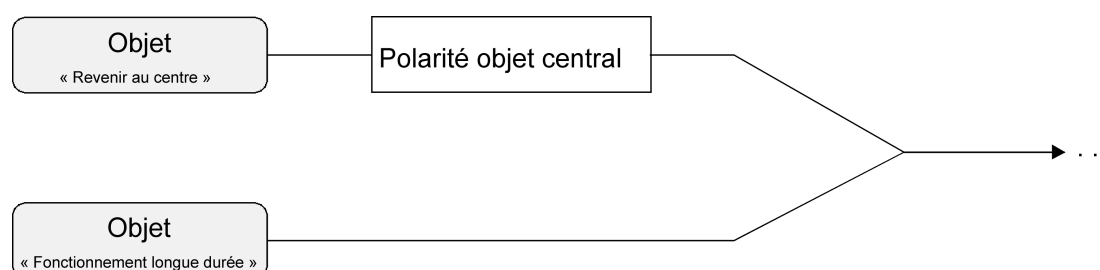 Objet
« Revenir au centre »
Polarité objet central
. .
Objet
« Fonctionnement longue durée »